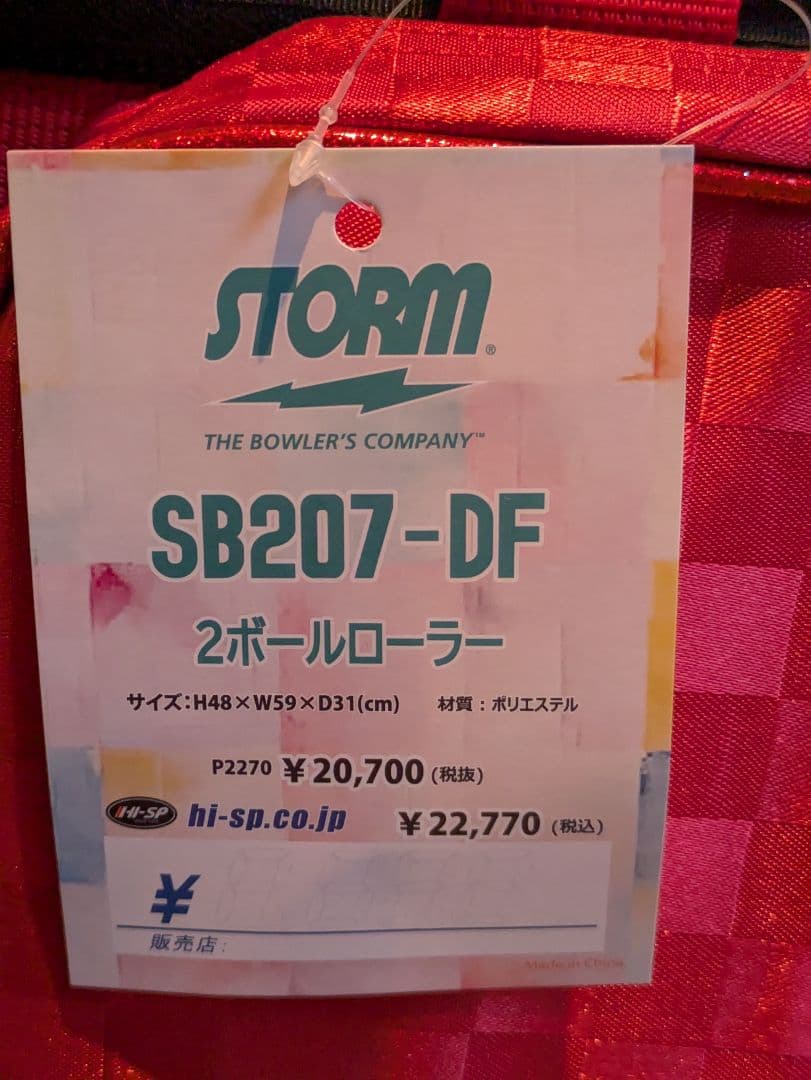 STORM®
THE BOWLER'S COMPANY™
SB207-DF
2ボールローラー
サイズ:H48×W59×D31(cm) 材質:ポリエステル
P2270 ¥20,700(税抜)
HI-SP hi-sp.co.jp ¥22,770(税込)
¥
販売店:
Made in China